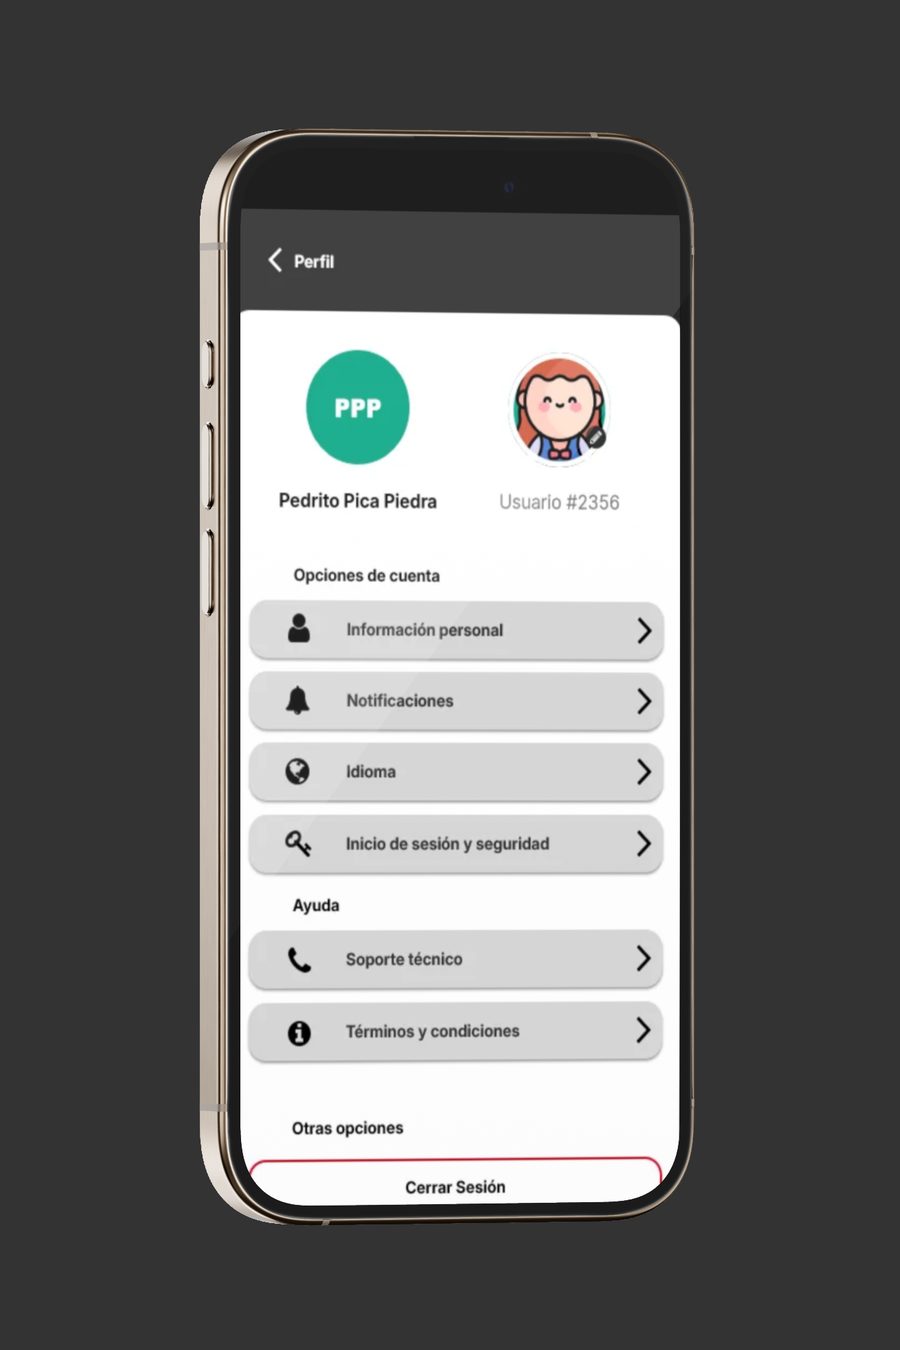 Perfil
PPP
Pedrito Pica Piedra
Usuario #2356
Opciones de cuenta
Información personal
Notificaciones
Idioma
Inicio de sesión y seguridad
Ayuda
Soporte técnico
Términos y condiciones
Otras opciones
Cerrar Sesión